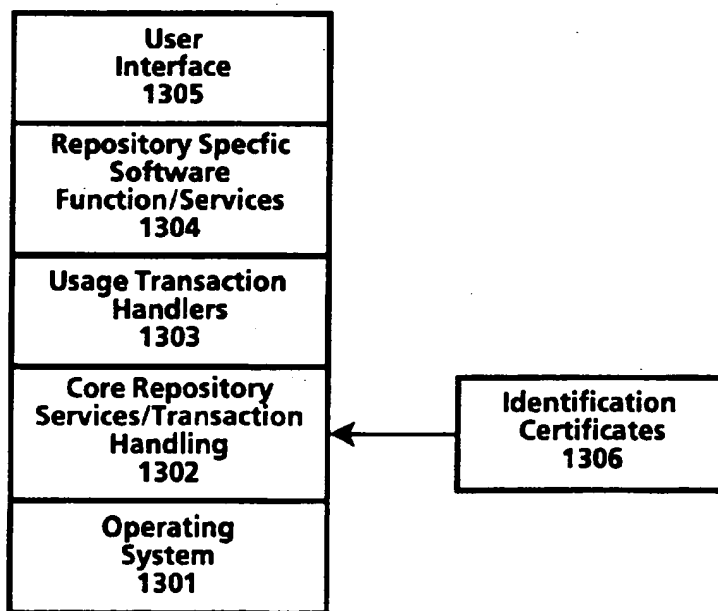 User
Interface
1305
Repository Specfic
Software
Function/Services
1304
Usage Transaction
Handlers
1303
Core Repository
Services/Transaction
Handling
1302
Identification
Certificates
1306
Operating
System
1301